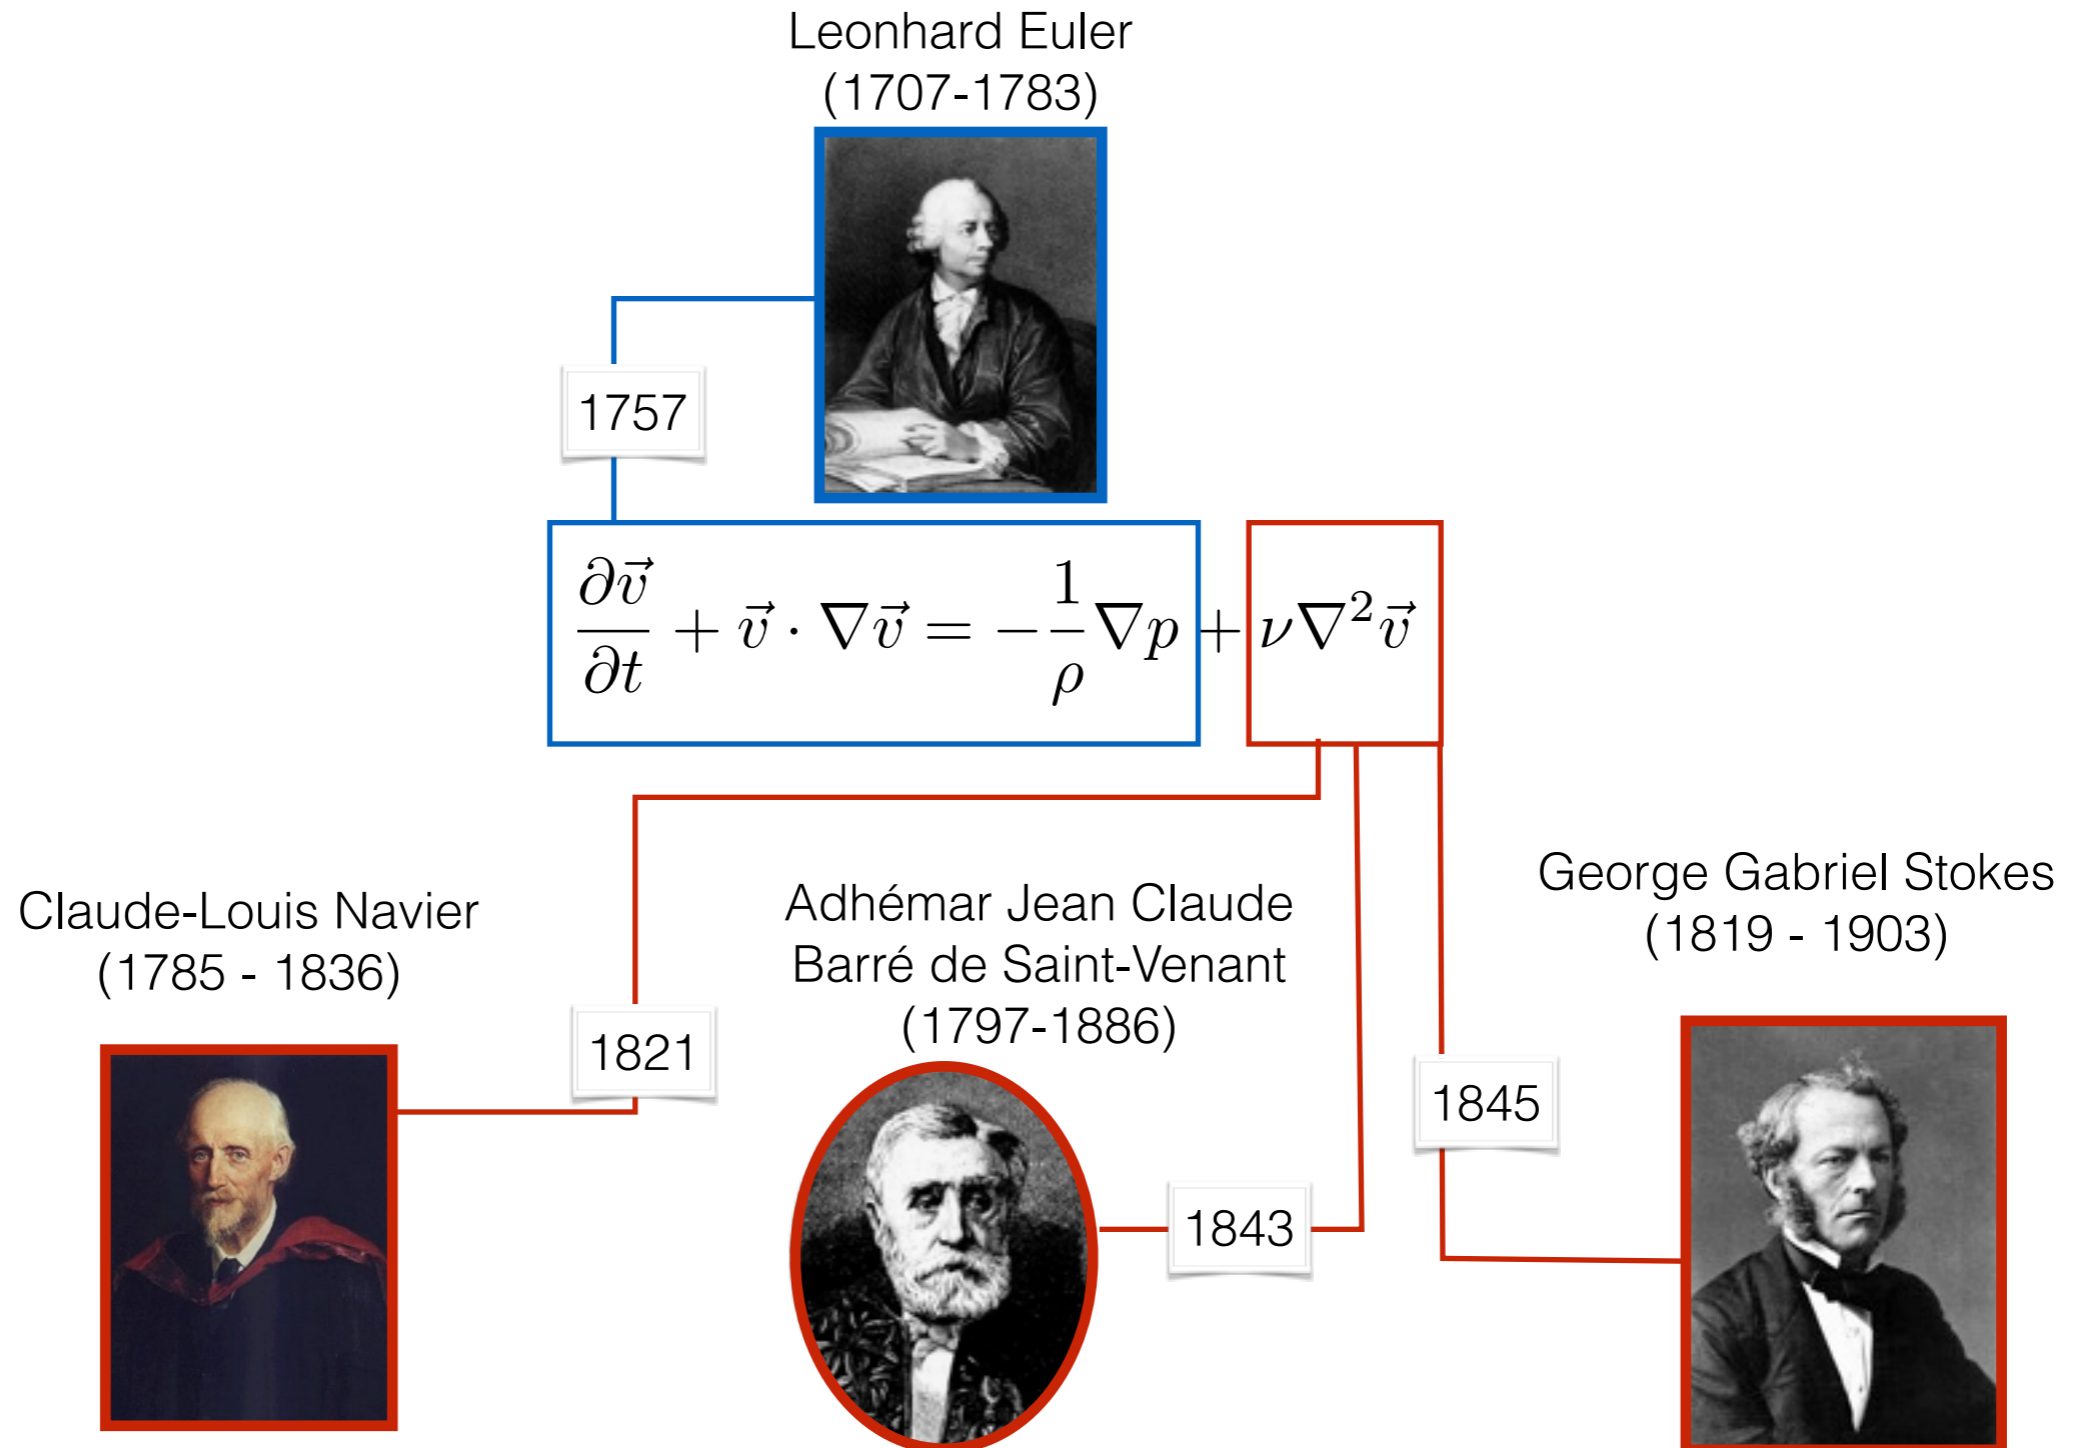 Leonhard Euler
(1707-1783)
1757
∂v⃗/∂t + v⃗ · ∇v⃗ = −1/ρ ∇p + ν∇²v⃗
Claude-Louis Navier
(1785 - 1836)
1821
Adhémar Jean Claude
Barré de Saint-Venant
(1797-1886)
1843
George Gabriel Stokes
(1819 - 1903)
1845